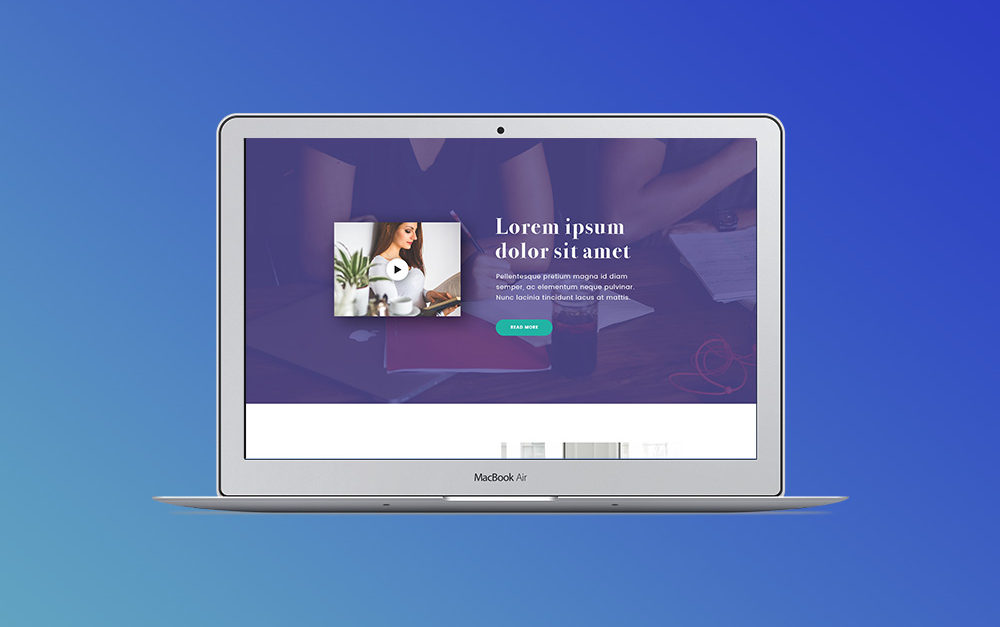 Lorem ipsum
dolor sit amet
Pellentesque pretium magna id diam
semper, ac elementum neque pulvinar.
Nunc lacinia tincidunt lacus at mattis.
READ MORE
MacBook Air